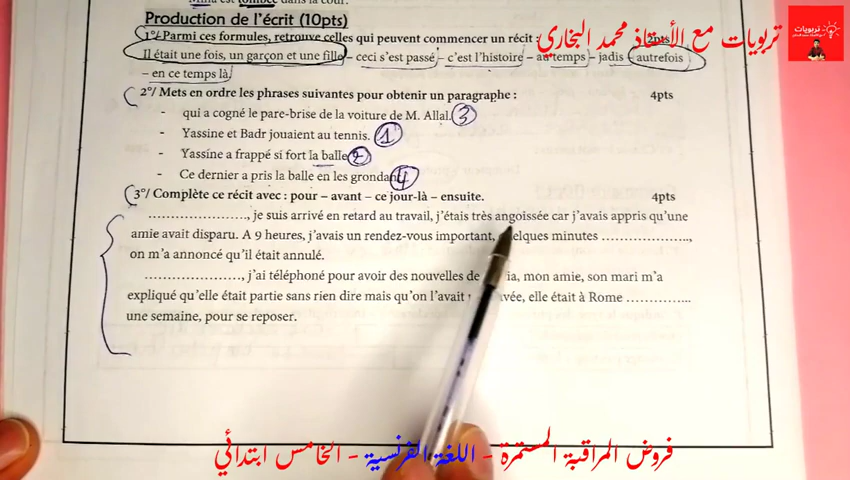 Mina est tombée dans la cour.
Production de l'écrit (10pts)
1°/ Parmi ces formules, retrouve celles qui peuvent commencer un récit : 2pts
Il était une fois, un garçon et une fille – ceci s'est passé – c'est l'histoire – au temps – jadis – autrefois
– en ce temps là
2°/ Mets en ordre les phrases suivantes pour obtenir un paragraphe : 4pts
- qui a cogné le pare-brise de la voiture de M. Allal. 3
- Yassine et Badr jouaient au tennis. 1
- Yassine a frappé si fort la balle 2
- Ce dernier a pris la balle en les grondant 4
3°/ Complète ce récit avec : pour – avant – ce jour-là – ensuite. 4pts
......................, je suis arrivé en retard au travail, j'étais très angoissée car j'avais appris qu'une
amie avait disparu. A 9 heures, j'avais un rendez-vous important, quelques minutes ....................,
on m'a annoncé qu'il était annulé.
......................, j'ai téléphoné pour avoir des nouvelles de mon amie, son mari m'a
expliqué qu'elle était partie sans rien dire mais qu'on l'avait elle était à Rome ...............
une semaine, pour se reposer.
تربويات مع الأستاذ محمد البخاري
تربويات
فروض المراقبة المستمرة - اللغة الفرنسية - الخامس ابتدائي